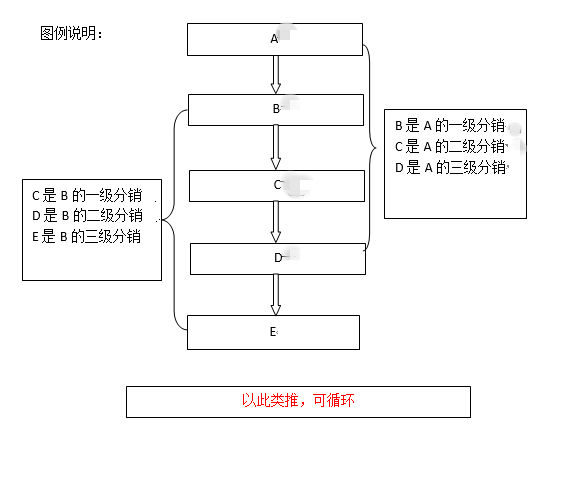 图例说明：
A
B
B 是 A 的一级分销
C 是 A 的二级分销
D 是 A 的三级分销
C
C 是 B 的一级分销
D 是 B 的二级分销
E 是 B 的三级分销
D
E
以此类推，可循环